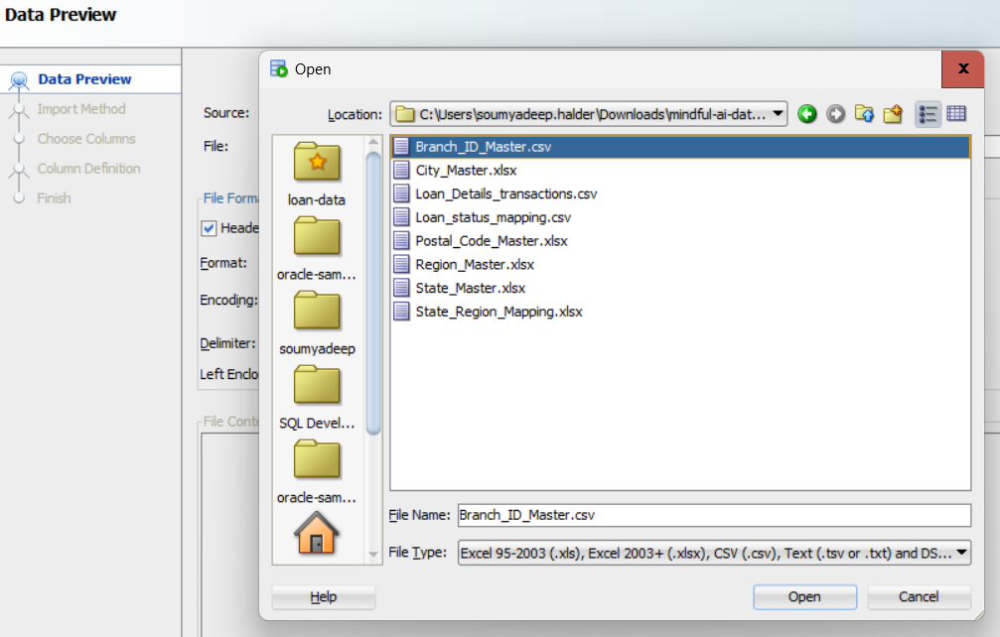 Data Preview
Data Preview
Import Method
Choose Columns
Column Definition
Finish
Source:
File:
File Forma
Heade
Format:
Encoding:
Delimiter:
Left Enclo
File Conte
Open
x
Location:
C:\Users\soumyadeep.halder\Downloads\mindful-ai-dat...
loan-data
oracle-sam...
soumyadeep
SQL Devel...
oracle-sam...
Branch_ID_Master.csv
City_Master.xlsx
Loan_Details_transactions.csv
Loan_status_mapping.csv
Postal_Code_Master.xlsx
Region_Master.xlsx
State_Master.xlsx
State_Region_Mapping.xlsx
File Name: Branch_ID_Master.csv
File Type: Excel 95-2003 (.xls), Excel 2003+ (.xlsx), CSV (.csv), Text (.tsv or .txt) and DS...
Help
Open
Cancel